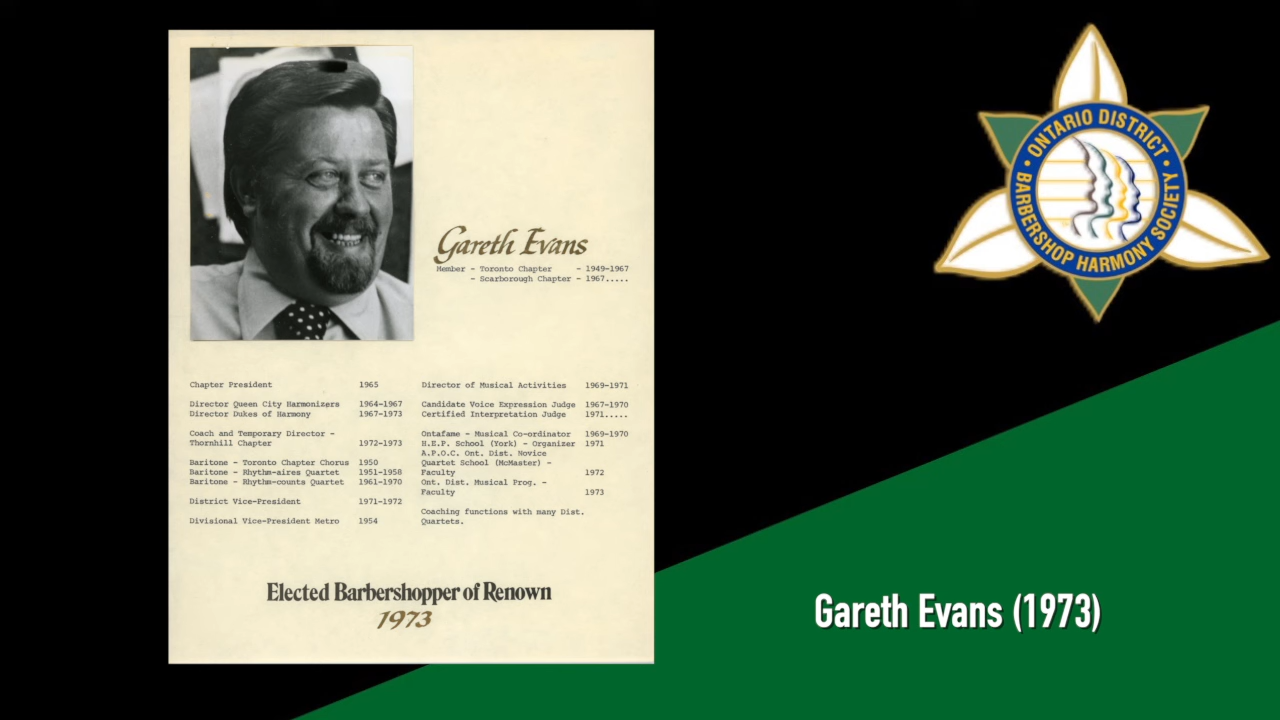 Gareth Evans
Member - Toronto Chapter - 1949-1967
- Scarborough Chapter - 1967.....
Chapter President 1965
Director Queen City Harmonizers 1964-1967
Director Dukes of Harmony 1967-1973
Coach and Temporary Director -
Thornhill Chapter 1972-1973
Baritone - Toronto Chapter Chorus 1950
Baritone - Rhythm-aires Quartet 1951-1958
Baritone - Rhythm-counts Quartet 1961-1970
District Vice-President 1971-1972
Divisional Vice-President Metro 1954
Director of Musical Activities 1969-1971
Candidate Voice Expression Judge 1967-1970
Certified Interpretation Judge 1971.....
Ontafame - Musical Co-ordinator 1969-1970
H.E.P. School (York) - Organizer 1971
A.P.O.C. Ont. Dist. Novice
Quartet School (McMaster) -
Faculty 1972
Ont. Dist. Musical Prog. -
Faculty 1973
Coaching functions with many Dist.
Quartets.
Elected Barbershopper of Renown
1973
ONTARIO DISTRICT
BARBERSHOP HARMONY SOCIETY
Gareth Evans (1973)